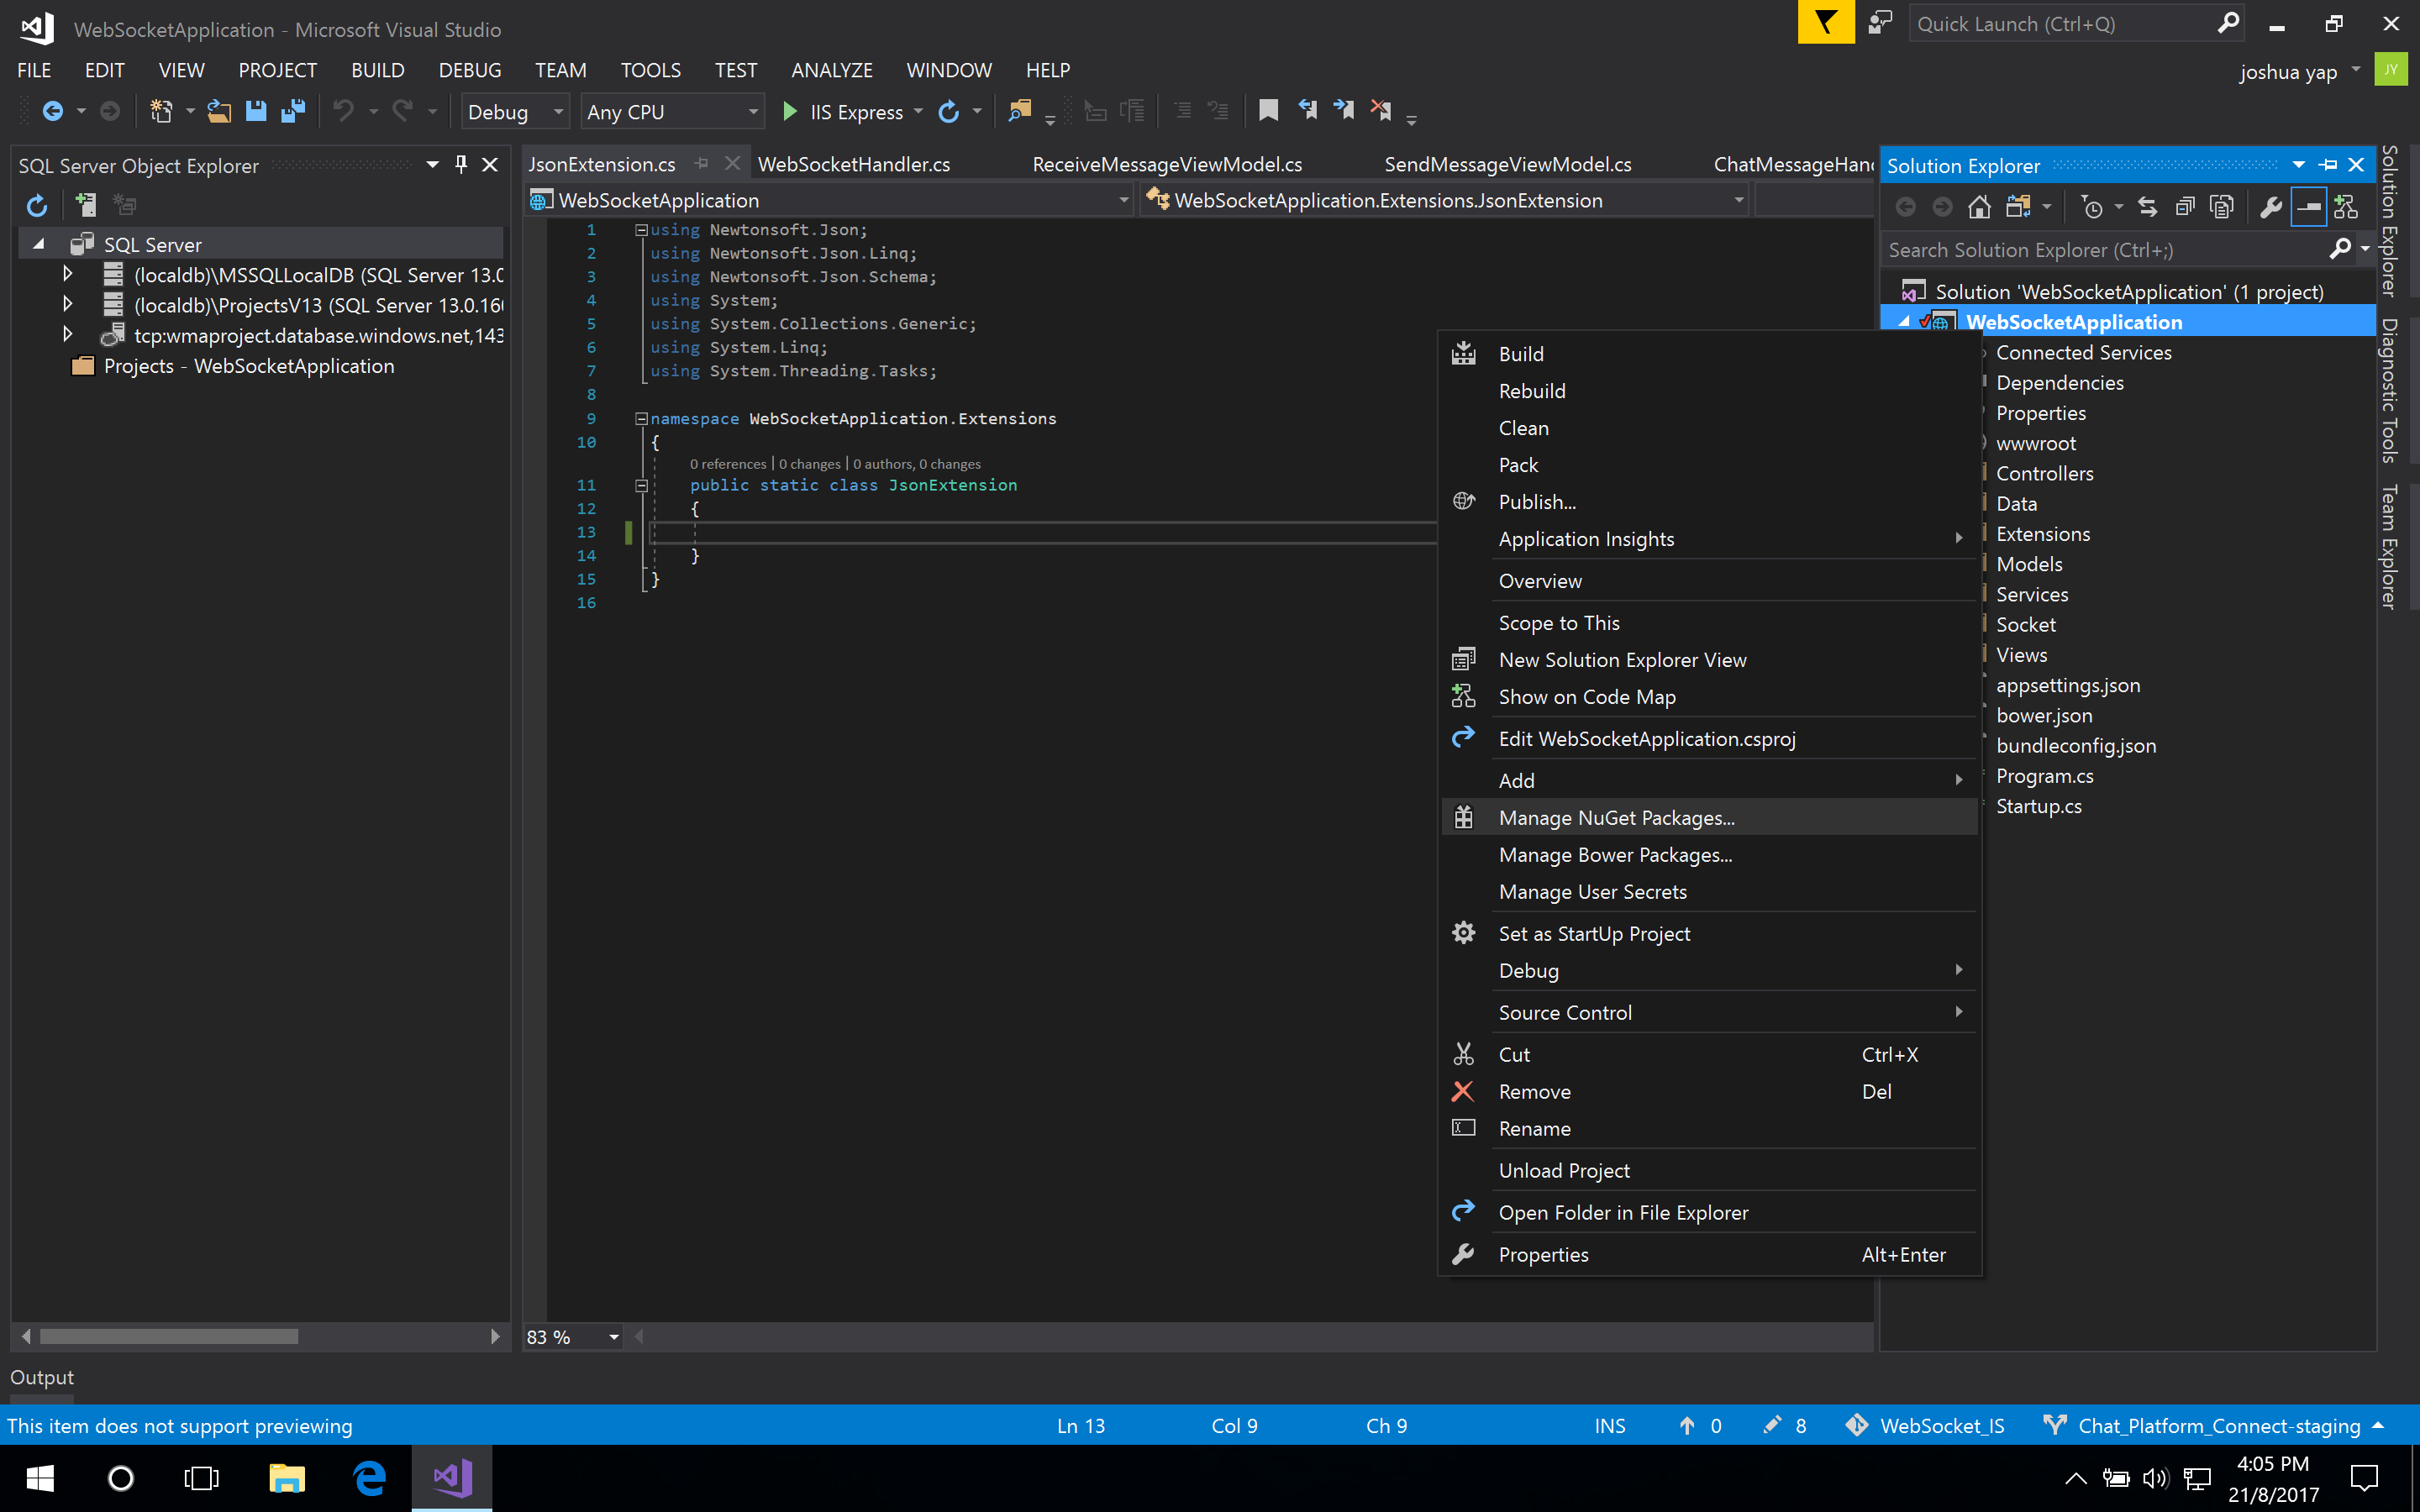 WebSocketApplication - Microsoft Visual Studio
Quick Launch (Ctrl+Q)
FILE EDIT VIEW PROJECT BUILD DEBUG TEAM TOOLS TEST ANALYZE WINDOW HELP
joshua yap
JY
Debug
Any CPU
IIS Express
SQL Server Object Explorer
SQL Server
(localdb)\MSSQLLocalDB (SQL Server 13.0
(localdb)\ProjectsV13 (SQL Server 13.0.16
tcp:wmaproject.database.windows.net,143
Projects - WebSocketApplication
JsonExtension.cs
WebSocketHandler.cs
ReceiveMessageViewModel.cs
SendMessageViewModel.cs
ChatMessageHan
WebSocketApplication
WebSocketApplication.Extensions.JsonExtension
1 using Newtonsoft.Json;
2 using Newtonsoft.Json.Linq;
3 using Newtonsoft.Json.Schema;
4 using System;
5 using System.Collections.Generic;
6 using System.Linq;
7 using System.Threading.Tasks;
8
9 namespace WebSocketApplication.Extensions
10 {
0 references | 0 changes | 0 authors, 0 changes
11 public static class JsonExtension
12 {
13
14 }
15 }
16
83 %
Build
Rebuild
Clean
Pack
Publish...
Application Insights
Overview
Scope to This
New Solution Explorer View
Show on Code Map
Edit WebSocketApplication.csproj
Add
Manage NuGet Packages...
Manage Bower Packages...
Manage User Secrets
Set as StartUp Project
Debug
Source Control
Cut Ctrl+X
Remove Del
Rename
Unload Project
Open Folder in File Explorer
Properties Alt+Enter
Solution Explorer
Search Solution Explorer (Ctrl+;)
Solution 'WebSocketApplication' (1 project)
WebSocketApplication
Connected Services
Dependencies
Properties
wwwroot
Controllers
Data
Extensions
Models
Services
Socket
Views
appsettings.json
bower.json
bundleconfig.json
Program.cs
Startup.cs
Solution Explorer
Diagnostic Tools
Team Explorer
Output
This item does not support previewing
Ln 13
Col 9
Ch 9
INS
0
8
WebSocket_IS
Chat_Platform_Connect-staging
4:05 PM
21/8/2017